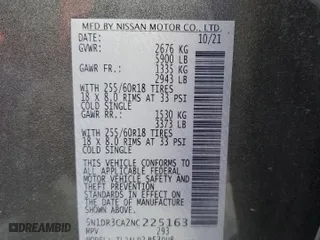 MFD BY NISSAN MOTOR CO., LTD.
DATE: 10/21
GVWR: 2676 KG
5900 LB
GAWR FR: 1335 KG
2943 LB
WITH 255/60R18 TIRES
18 X 8.0 RIMS AT 33 PSI
COLD SINGLE
GAWR RR: 1530 KG
3373 LB
WITH 255/60R18 TIRES
18 X 8.0 RIMS AT 33 PSI
COLD SINGLE
THIS VEHICLE CONFORMS TO
ALL APPLICABLE FEDERAL
MOTOR VEHICLE SAFETY AND
THEFT PREVENTION STANDARDS
IN EFFECT ON THE DATE OF
MANUFACTURE SHOWN ABOVE.
5N1DR3CA2NC225163
MPV 293